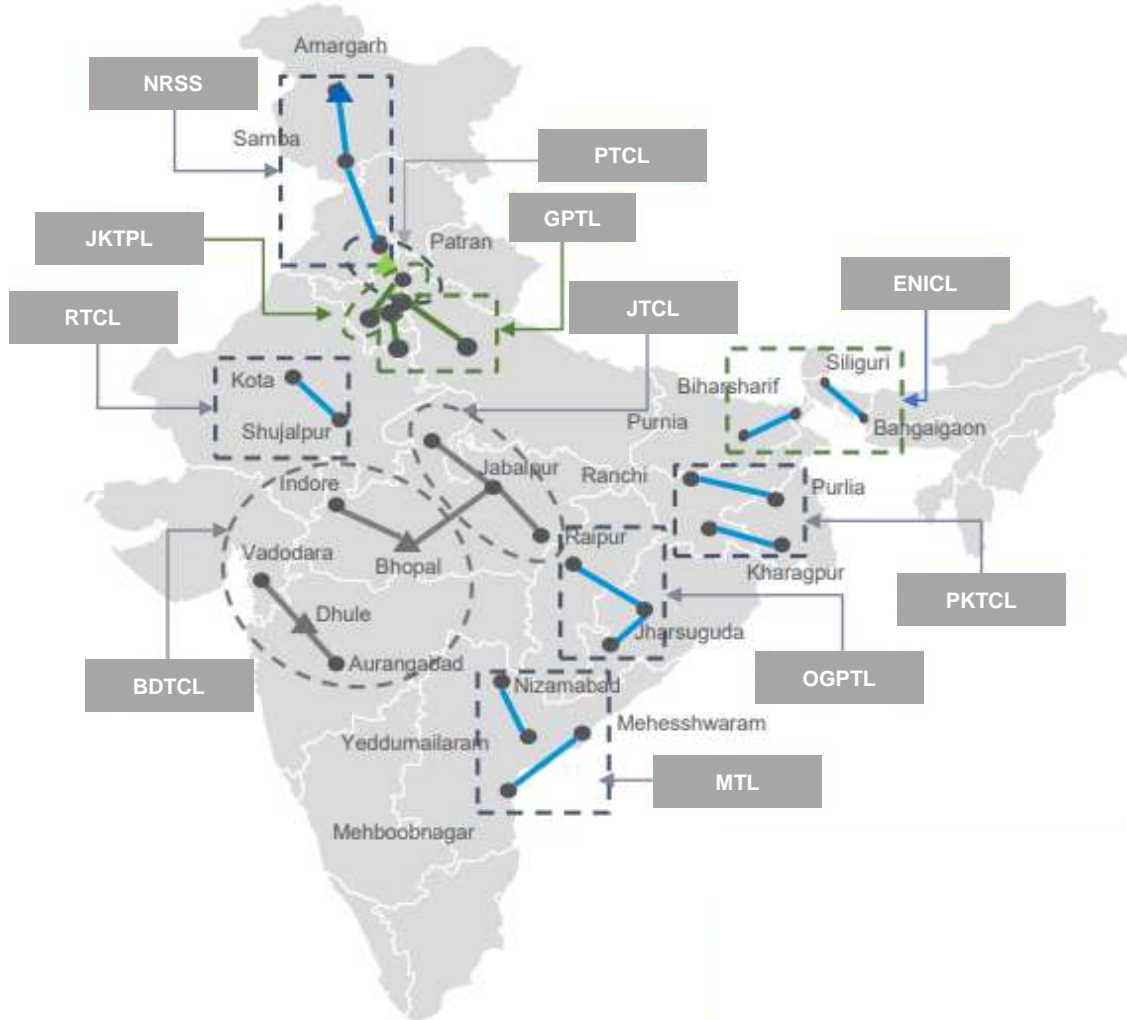 Amargarh
NRSS
Samba
PTCL
GPTL
JKTPL
Patran
ENICL
RTCL
JTCL
Siliguri
Kota
Biharsharif
Purnia
Bangaigaon
Shujalpur
Jabalpur
Ranchi
Indore
Purlia
Raipur
Vadodara
Bhopal
Kharagpur
PKTCL
Dhule
Jharsuguda
Aurangabad
BDTCL
OGPTL
Nizamabad
Mehesshwaram
Yeddumailaram
MTL
Mehboobnagar